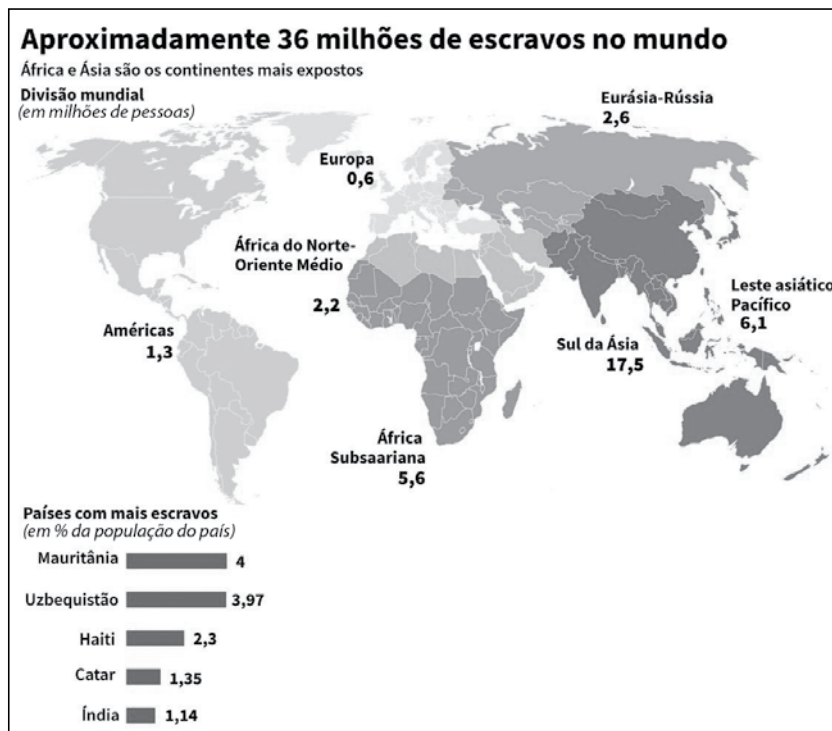 Aproximadamente 36 milhões de escravos no mundo
África e Ásia são os continentes mais expostos
Divisão mundial
(em milhões de pessoas)
Eurásia-Rússia
2,6
Europa
0,6
África do Norte-
Oriente Médio
2,2
Leste asiático
Pacífico
6,1
Américas
1,3
Sul da Ásia
17,5
África
Subsaariana
5,6
Países com mais escravos
(em % da população do país)
Mauritânia 4
Uzbequistão 3,97
Haiti 2,3
Catar 1,35
Índia 1,14